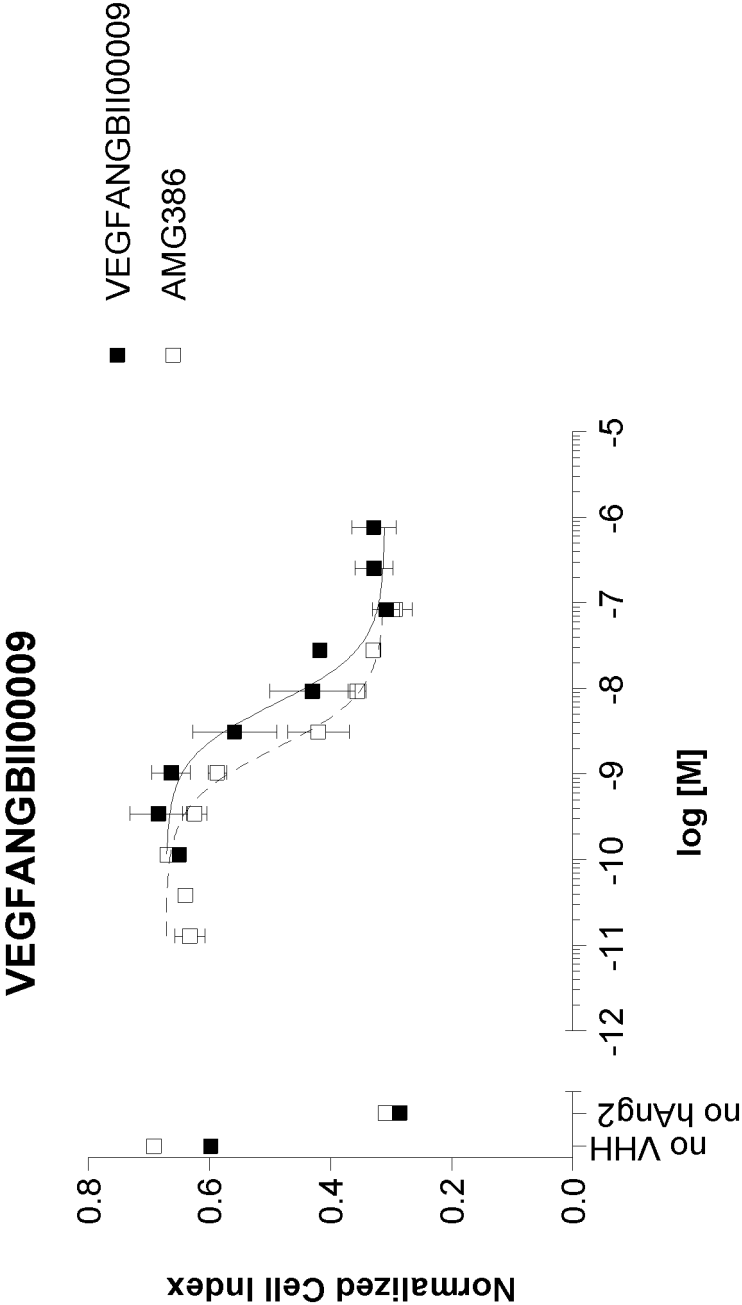 VEGFANGBII00009
VEGFANGBII00009
AMG386
Normalized Cell Index
0.8
0.6
0.4
0.2
0.0
no VHH
no hAng2
-12
-11
-10
-9
-8
-7
-6
-5
log [M]